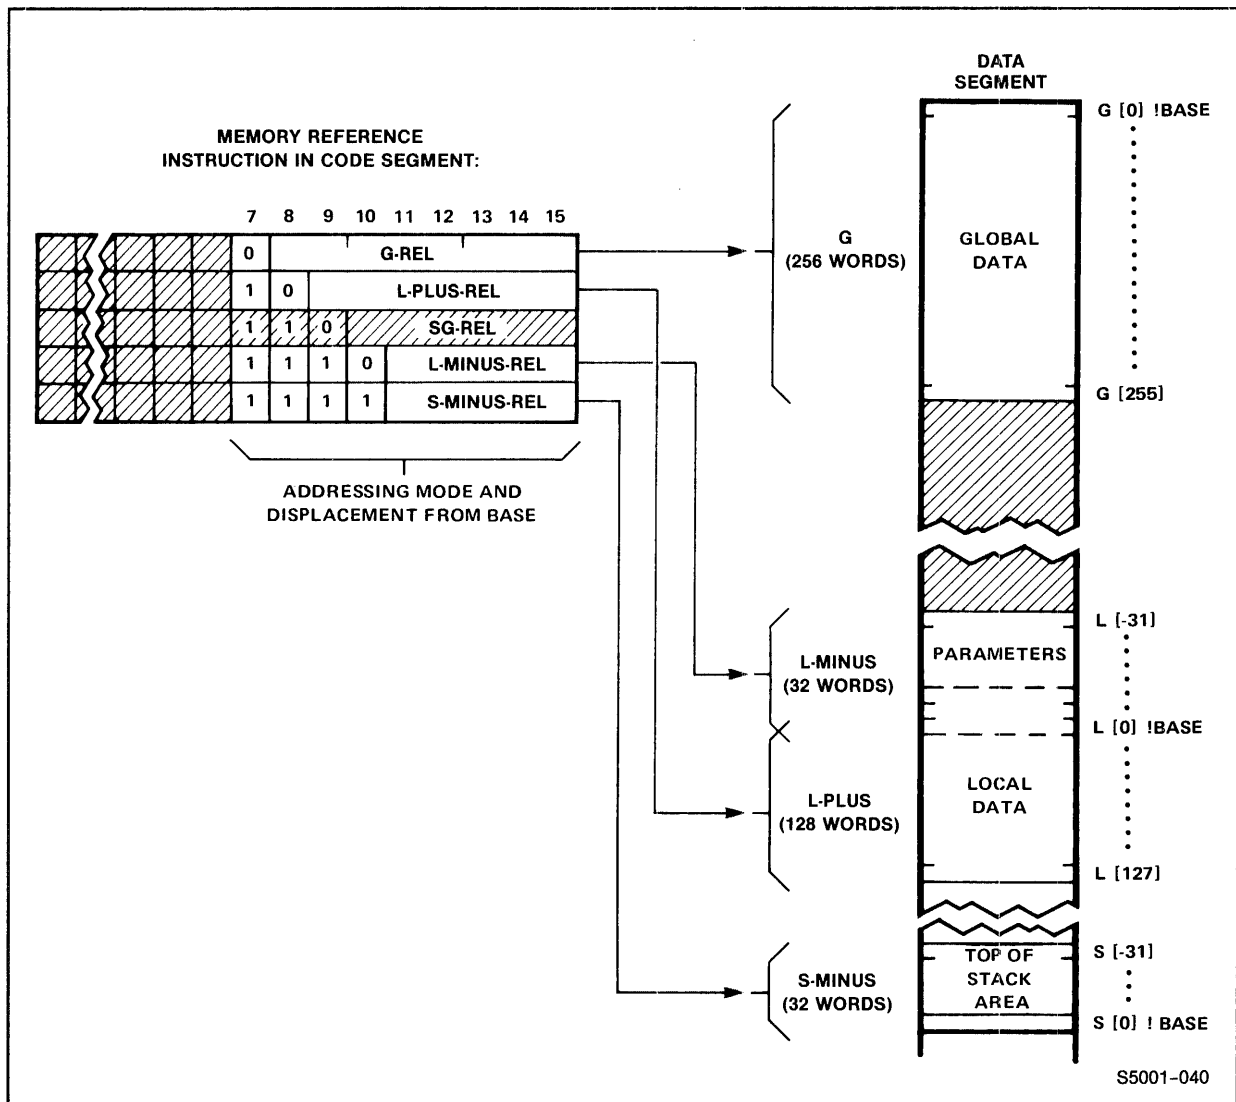 DATA
SEGMENT
G [0] !BASE
MEMORY REFERENCE
INSTRUCTION IN CODE SEGMENT:
7 8 9 10 11 12 13 14 15
0 G-REL
1 0 L-PLUS-REL
1 1 0 SG-REL
1 1 1 0 L-MINUS-REL
1 1 1 1 S-MINUS-REL
G
(256 WORDS)
GLOBAL
DATA
G [255]
ADDRESSING MODE AND
DISPLACEMENT FROM BASE
L [-31]
L-MINUS
(32 WORDS)
PARAMETERS
L [0] !BASE
L-PLUS
(128 WORDS)
LOCAL
DATA
L [127]
S-MINUS
(32 WORDS)
TOP OF
STACK
AREA
S [-31]
S [0] ! BASE
S5001-040